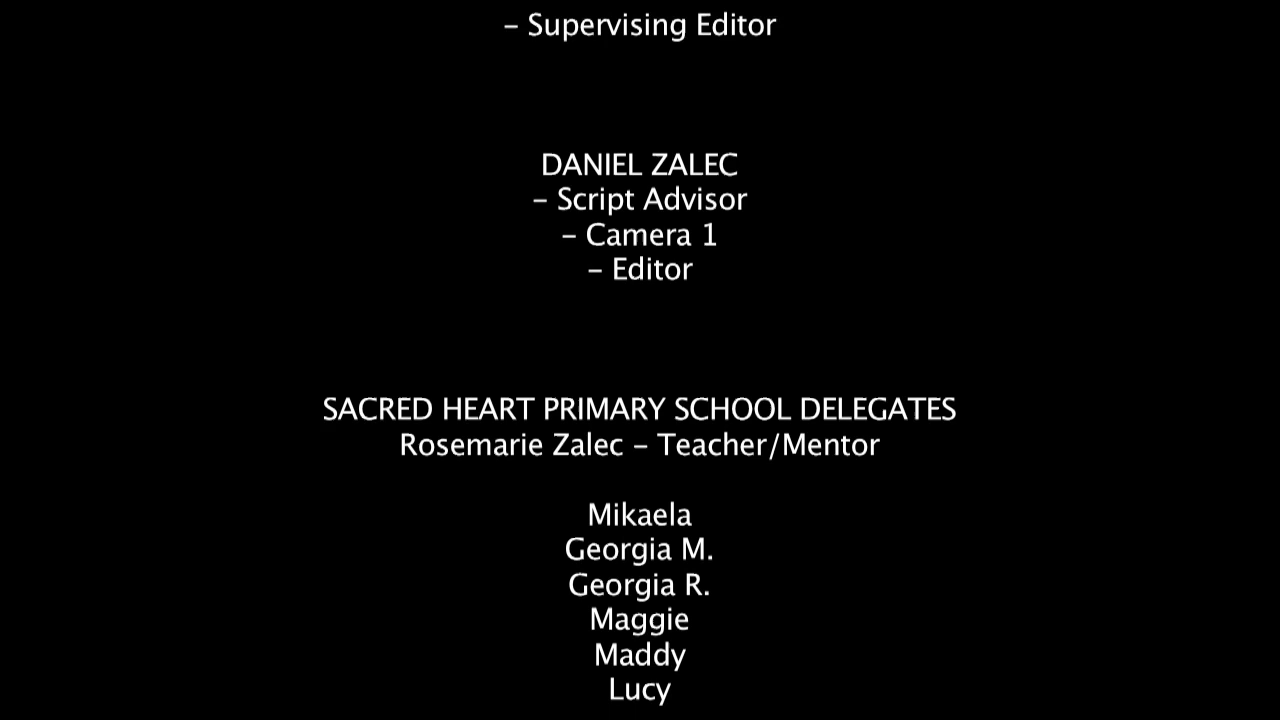 – Supervising Editor
DANIEL ZALEC
– Script Advisor
– Camera 1
– Editor
SACRED HEART PRIMARY SCHOOL DELEGATES
Rosemarie Zalec – Teacher/Mentor
Mikaela
Georgia M.
Georgia R.
Maggie
Maddy
Lucy